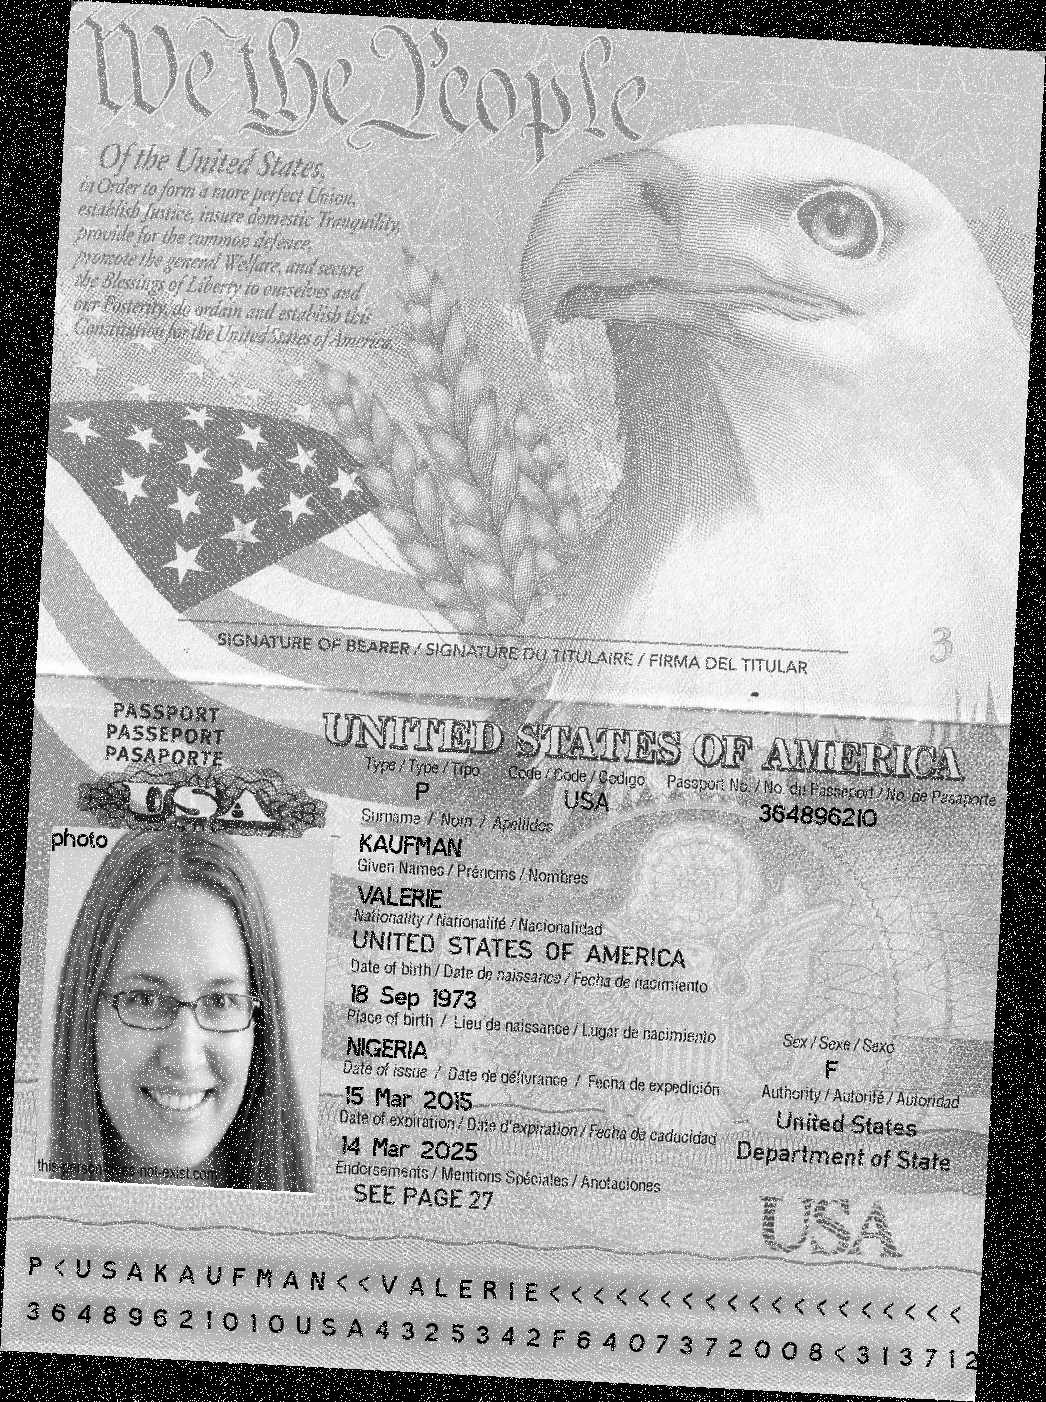 We the People
Of the United States,
in Order to form a more perfect Union,
establish Justice, insure domestic Tranquility,
provide for the common defence,
promote the general Welfare, and secure
the Blessings of Liberty to ourselves and
our Posterity, do ordain and establish this
Constitution for the United States of America.
SIGNATURE OF BEARER / SIGNATURE DU TITULAIRE / FIRMA DEL TITULAR
3
PASSPORT
PASSEPORT
PASAPORTE
USA
UNITED STATES OF AMERICA
Type / Type / Tipo Code / Code / Codigo Passport No. / No. du Passeport / No. de Pasaporte
P USA 364896210
Surname / Nom / Apellidos
KAUFMAN
Given Names / Prénoms / Nombres
VALERIE
Nationality / Nationalité / Nacionalidad
UNITED STATES OF AMERICA
Date of birth / Date de naissance / Fecha de nacimiento
18 Sep 1973
Place of birth / Lieu de naissance / Lugar de nacimiento
NIGERIA
Sex / Sexe / Sexo
F
Date of issue / Date de délivrance / Fecha de expedición
15 Mar 2015
Authority / Autorité / Autoridad
United States
Department of State
Date of expiration / Date d'expiration / Fecha de caducidad
14 Mar 2025
Endorsements / Mentions Spéciales / Anotaciones
SEE PAGE 27
USA
photo
this-person-does-not-exist.com
P<USAKAUFMAN<<VALERIE<<<<<<<<<<<<<<<<<<<
3648962101OUSA4325342F6407372008<313712